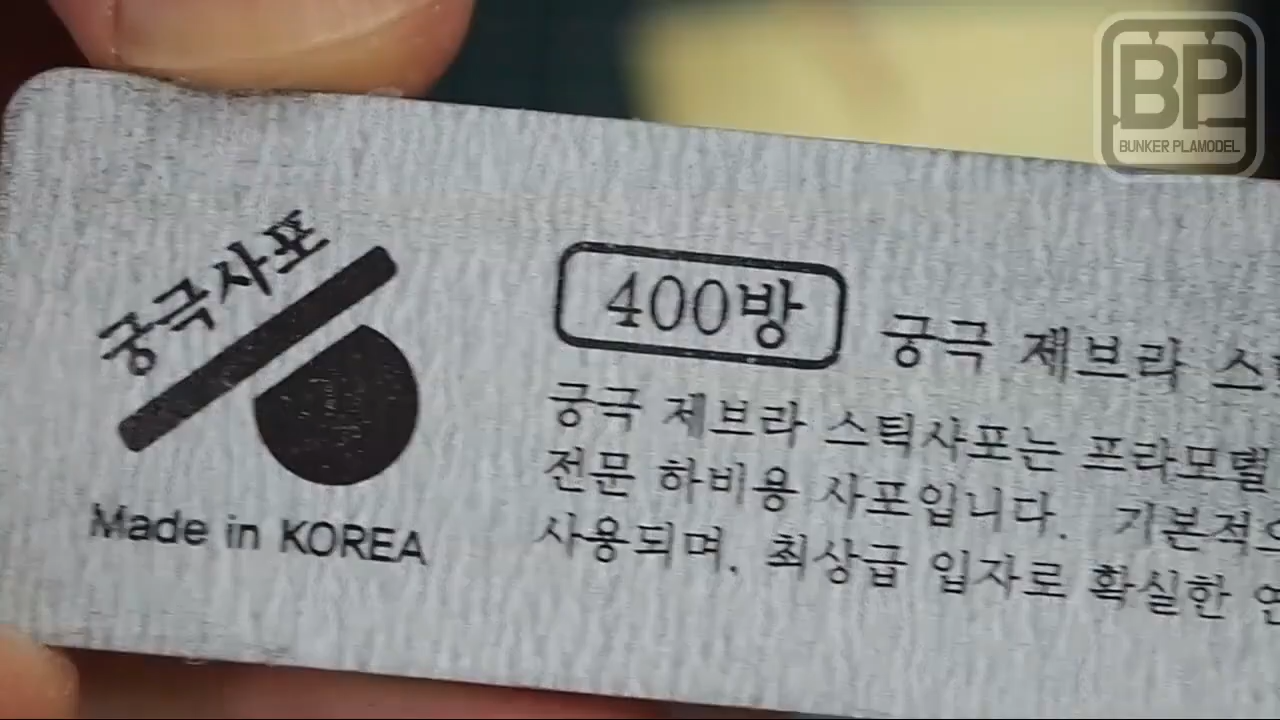 BP
BUNKER PLAMODEL
궁극사포
Made in KOREA
400방
궁극 제브라
궁극 제브라 스틱사포는 프라모델
전문 하비용 사포입니다. 기본적으
사용되며, 최상급 입자로 확실한